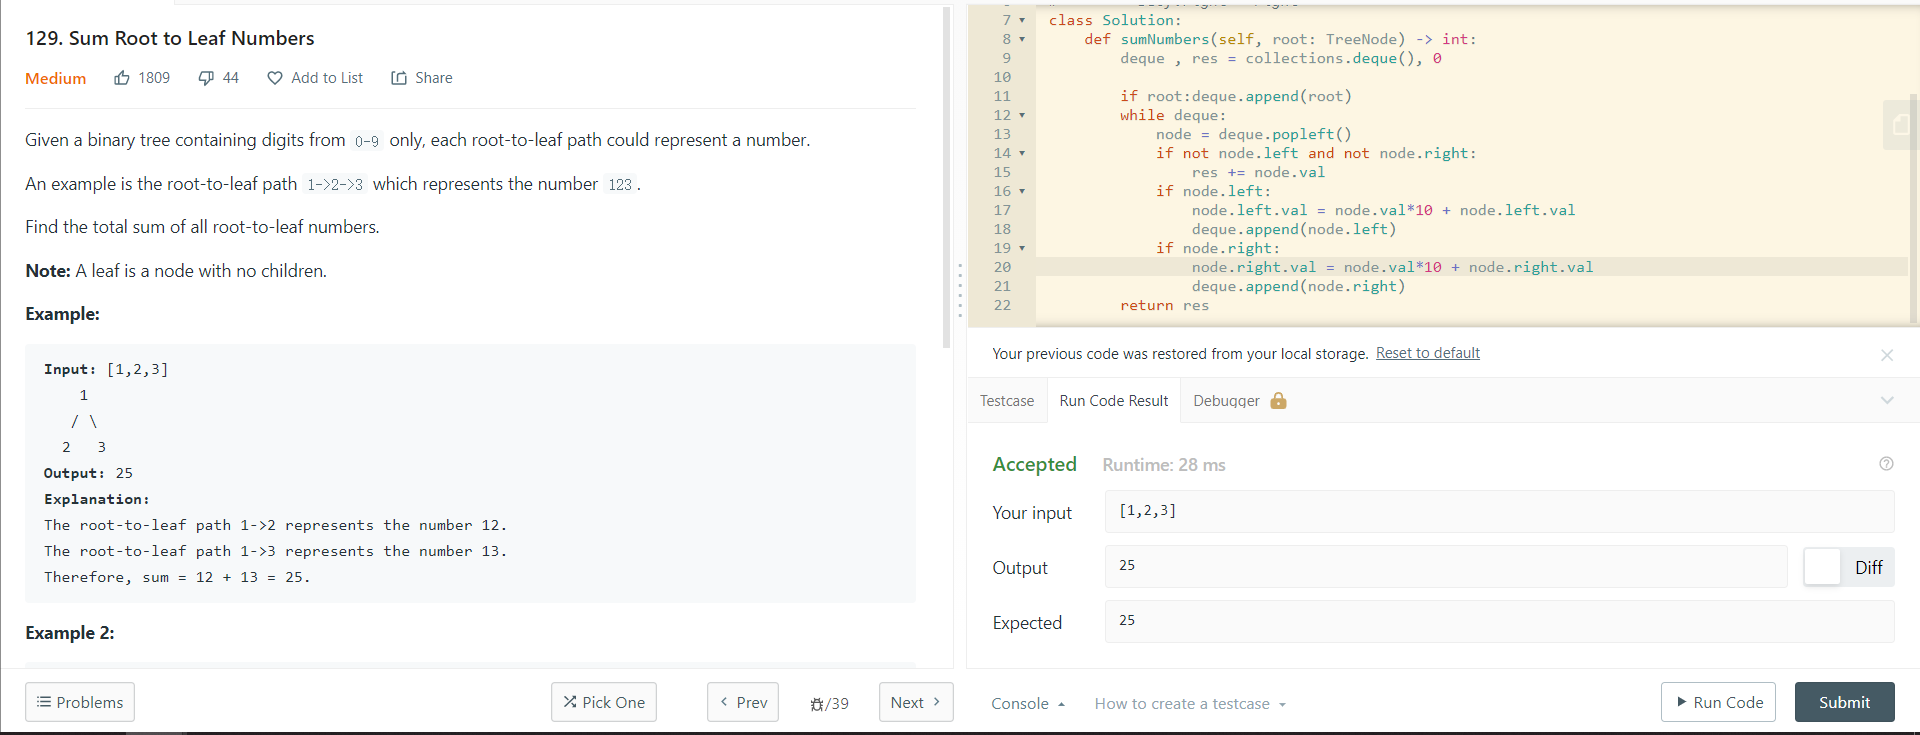 129. Sum Root to Leaf Numbers
Medium 1809 44 Add to List Share
Given a binary tree containing digits from 0-9 only, each root-to-leaf path could represent a number.
An example is the root-to-leaf path 1->2->3 which represents the number 123.
Find the total sum of all root-to-leaf numbers.
Note: A leaf is a node with no children.
Example:
Input: [1,2,3]
1
/ \
2 3
Output: 25
Explanation:
The root-to-leaf path 1->2 represents the number 12.
The root-to-leaf path 1->3 represents the number 13.
Therefore, sum = 12 + 13 = 25.
Example 2:
Problems
Pick One
Prev
/39
Next
7 class Solution:
8 def sumNumbers(self, root: TreeNode) -> int:
9 deque , res = collections.deque(), 0
10
11 if root:deque.append(root)
12 while deque:
13 node = deque.popleft()
14 if not node.left and not node.right:
15 res += node.val
16 if node.left:
17 node.left.val = node.val*10 + node.left.val
18 deque.append(node.left)
19 if node.right:
20 node.right.val = node.val*10 + node.right.val
21 deque.append(node.right)
22 return res
Your previous code was restored from your local storage. Reset to default
Testcase Run Code Result Debugger
Accepted Runtime: 28 ms
Your input [1,2,3]
Output 25 Diff
Expected 25
Console How to create a testcase Run Code Submit